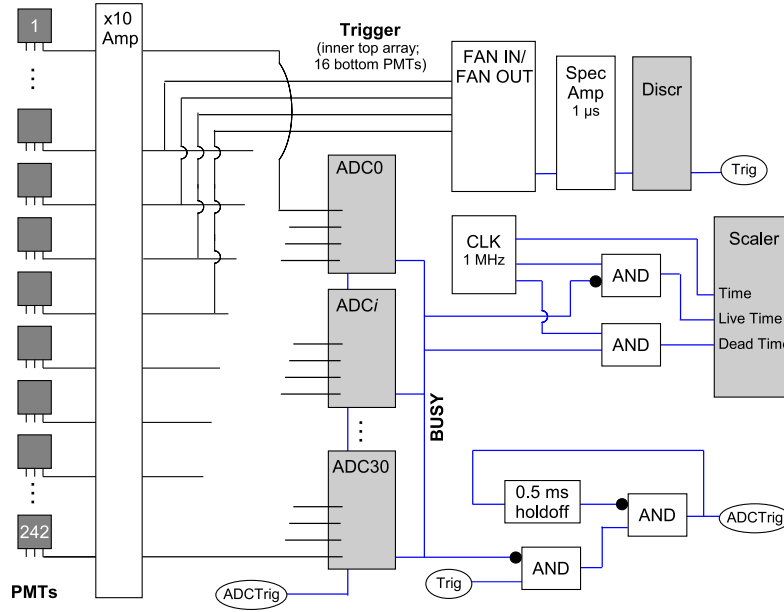 1
x10
Amp
Trigger
(inner top array;
16 bottom PMTs)
FAN IN/
FAN OUT
Spec
Amp
1 µs
Discr
Trig
ADC0
CLK
1 MHz
AND
Scaler
Time
Live Time
Dead Time
AND
ADCi
BUSY
ADC30
0.5 ms
holdoff
AND
ADCTrig
242
AND
PMTs
ADCTrig
Trig